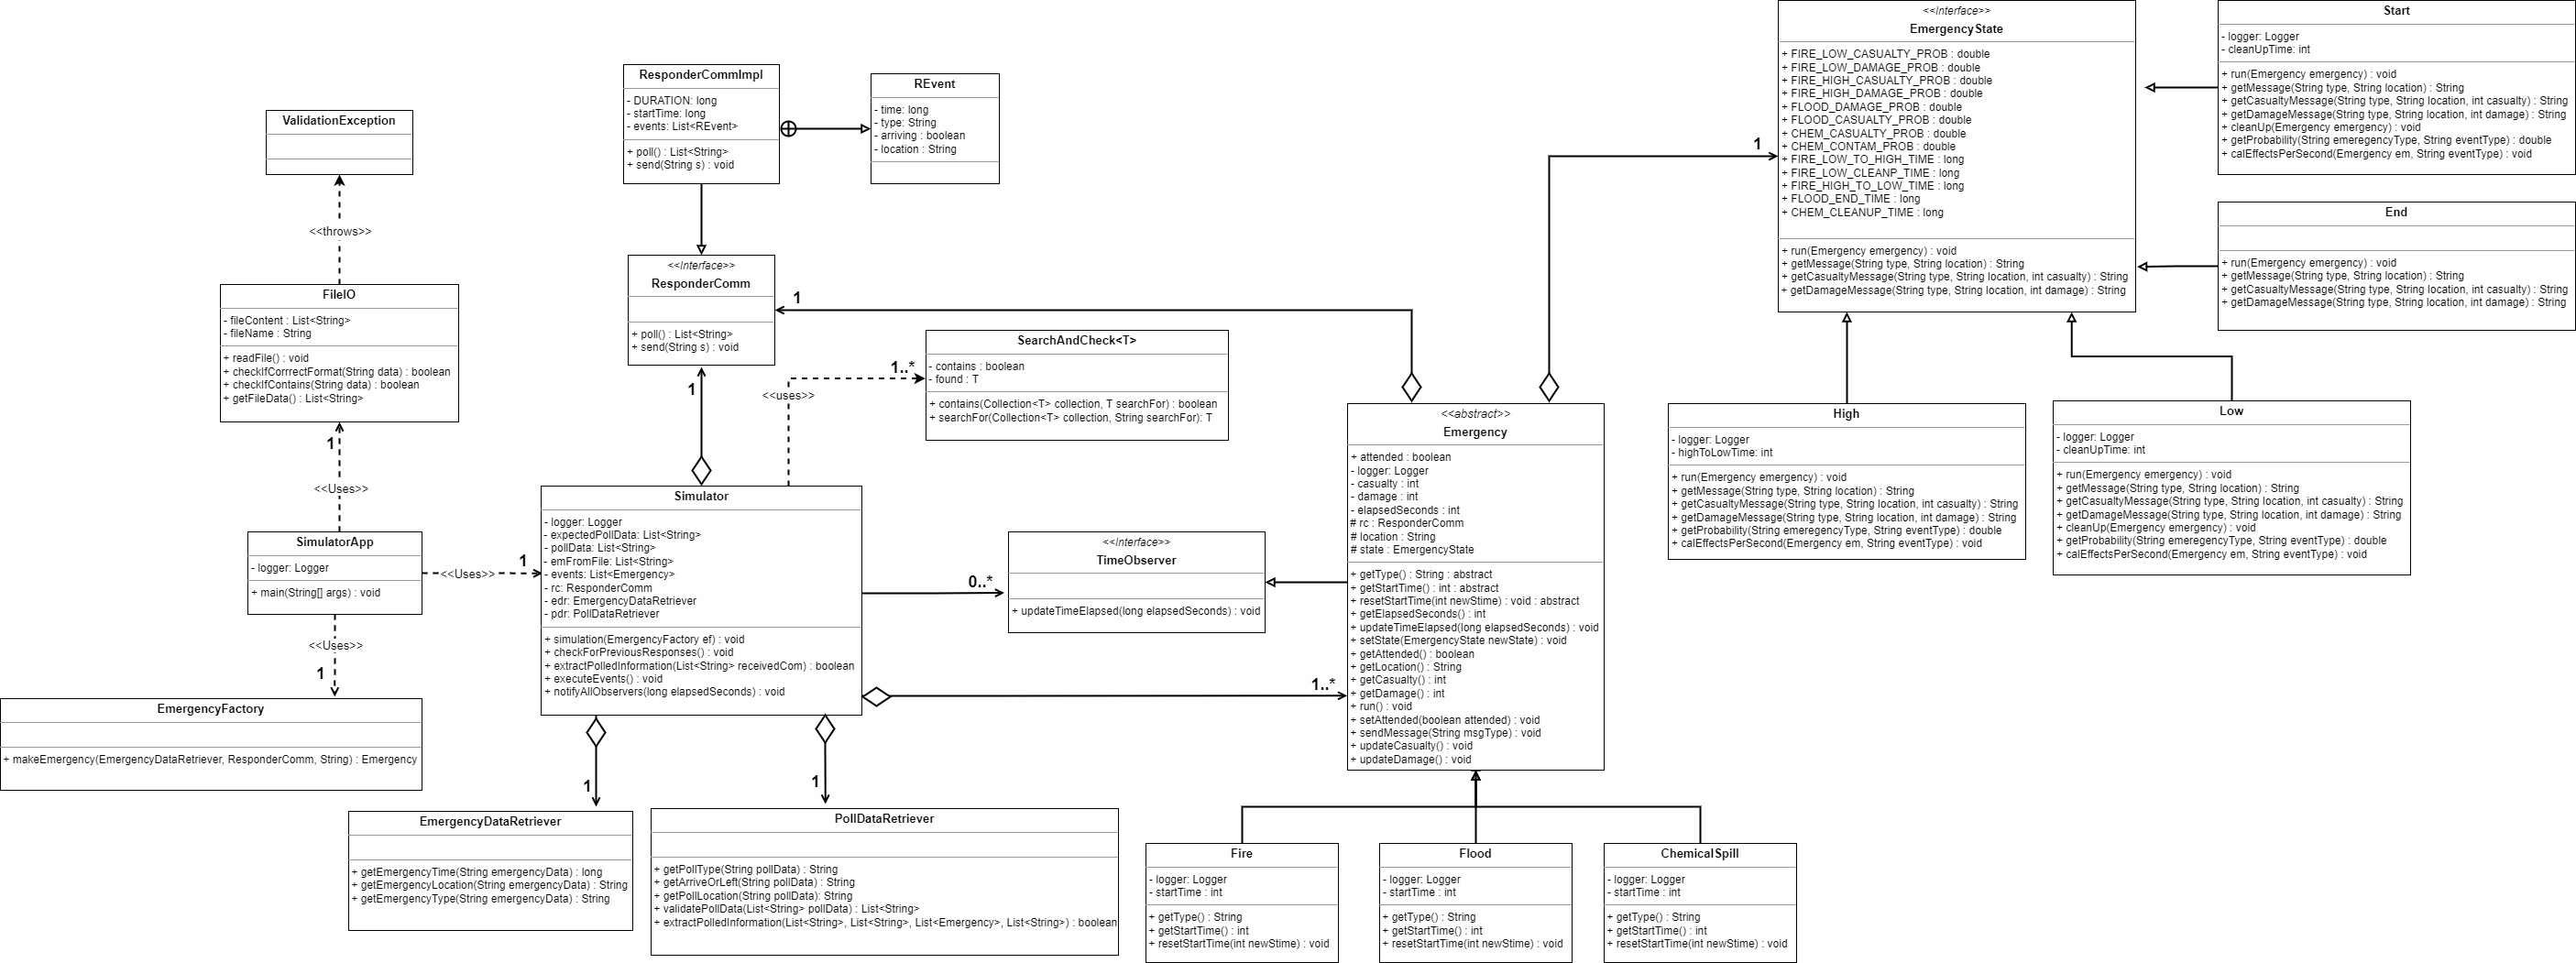 ValidationException
<<throws>>
FileIO
- fileContent : List<String>
- fileName : String
+ readFile() : void
+ checkIfCorrrectFormat(String data) : boolean
+ checkIfContains(String data) : boolean
+ getFileData() : List<String>
1
<<Uses>>
SimulatorApp
- logger: Logger
+ main(String[] args) : void
<<Uses>>
1
<<Uses>>
1
EmergencyFactory
+ makeEmergency(EmergencyDataRetriever, ResponderComm, String) : Emergency
ResponderCommImpl
- DURATION: long
- startTime: long
- events: List<REvent>
+ poll() : List<String>
+ send(String s) : void
REvent
- time: long
- type: String
- arriving : boolean
- location : String
<<Interface>>
ResponderComm
+ poll() : List<String>
+ send(String s) : void
1
1
SearchAndCheck<T>
- contains : boolean
- found : T
+ contains(Collection<T> collection, T searchFor) : boolean
+ searchFor(Collection<T> collection, String searchFor): T
1..*
<<uses>>
Simulator
- logger: Logger
- expectedPollData: List<String>
- pollData: List<String>
- emFromFile: List<String>
- events: List<Emergency>
- rc: ResponderComm
- edr: EmergencyDataRetriever
- pdr: PollDataRetriever
+ simulation(EmergencyFactory ef) : void
+ checkForPreviousResponses() : void
+ extractPolledInformation(List<String> receivedCom) : boolean
+ executeEvents() : void
+ notifyAllObservers(long elapsedSeconds) : void
0..*
<<Interface>>
TimeObserver
+ updateTimeElapsed(long elapsedSeconds) : void
1..*
1
EmergencyDataRetriever
+ getEmergencyTime(String emergencyData) : long
+ getEmergencyLocation(String emergencyData) : String
+ getEmergencyType(String emergencyData) : String
1
PollDataRetriever
+ getPollType(String pollData) : String
+ getArriveOrLeft(String pollData) : String
+ getPollLocation(String pollData): String
+ validatePollData(List<String> pollData) : List<String>
+ extractPolledInformation(List<String>, List<String>, List<Emergency>, List<String>) : boolean
<<abstract>>
Emergency
+ attended : boolean
- logger: Logger
- casualty : int
- damage : int
- elapsedSeconds : int
# rc : ResponderComm
# location : String
# state : EmergencyState
+ getType() : String : abstract
+ getStartTime() : int : abstract
+ resetStartTime(int newStime) : void : abstract
+ getElapsedSeconds() : int
+ updateTimeElapsed(long elapsedSeconds) : void
+ setState(EmergencyState newState) : void
+ getAttended() : boolean
+ getLocation() : String
+ getCasualty() : int
+ getDamage() : int
+ run() : void
+ setAttended(boolean attended) : void
+ sendMessage(String msgType) : void
+ updateCasualty() : void
+ updateDamage() : void
Fire
- logger: Logger
- startTime : int
+ getType() : String
+ getStartTime() : int
+ resetStartTime(int newStime) : void
Flood
- logger: Logger
- startTime : int
+ getType() : String
+ getStartTime() : int
+ resetStartTime(int newStime) : void
ChemicalSpill
- logger: Logger
- startTime : int
+ getType() : String
+ getStartTime() : int
+ resetStartTime(int newStime) : void
1
<<Interface>>
EmergencyState
+ FIRE_LOW_CASUALTY_PROB : double
+ FIRE_LOW_DAMAGE_PROB : double
+ FIRE_HIGH_CASUALTY_PROB : double
+ FIRE_HIGH_DAMAGE_PROB : double
+ FLOOD_DAMAGE_PROB : double
+ FLOOD_CASUALTY_PROB : double
+ CHEM_CASUALTY_PROB : double
+ CHEM_CONTAM_PROB : double
+ FIRE_LOW_TO_HIGH_TIME : long
+ FIRE_LOW_CLEANP_TIME : long
+ FIRE_HIGH_TO_LOW_TIME : long
+ FLOOD_END_TIME : long
+ CHEM_CLEANUP_TIME : long
+ run(Emergency emergency) : void
+ getMessage(String type, String location) : String
+ getCasualtyMessage(String type, String location, int casualty) : String
+ getDamageMessage(String type, String location, int damage) : String
Start
- logger: Logger
- cleanUpTime: int
+ run(Emergency emergency) : void
+ getMessage(String type, String location) : String
+ getCasualtyMessage(String type, String location, int casualty) : String
+ getDamageMessage(String type, String location, int damage) : String
+ cleanUp(Emergency emergency) : void
+ getProbability(String emeregencyType, String eventType) : double
+ calEffectsPerSecond(Emergency em, String eventType) : void
End
+ run(Emergency emergency) : void
+ getMessage(String type, String location) : String
+ getCasualtyMessage(String type, String location, int casualty) : String
+ getDamageMessage(String type, String location, int damage) : String
High
- logger: Logger
- highToLowTime: int
+ run(Emergency emergency) : void
+ getMessage(String type, String location) : String
+ getCasualtyMessage(String type, String location, int casualty) : String
+ getDamageMessage(String type, String location, int damage) : String
+ getProbability(String emeregencyType, String eventType) : double
+ calEffectsPerSecond(Emergency em, String eventType) : void
Low
- logger: Logger
- cleanUpTime: int
+ run(Emergency emergency) : void
+ getMessage(String type, String location) : String
+ getCasualtyMessage(String type, String location, int casualty) : String
+ getDamageMessage(String type, String location, int damage) : String
+ cleanUp(Emergency emergency) : void
+ getProbability(String emeregencyType, String eventType) : double
+ calEffectsPerSecond(Emergency em, String eventType) : void